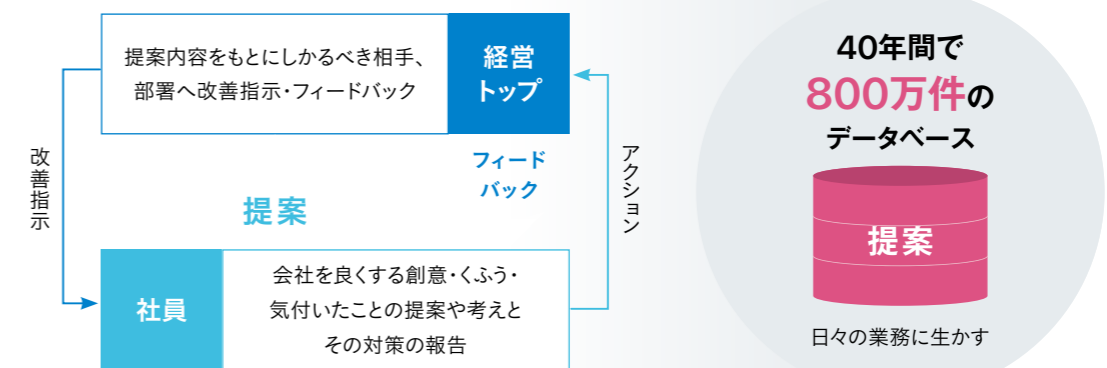 提案内容をもとにしかるべき相手、
部署へ改善指示・フィードバック
経営
トップ
改善指示
フィード
バック
アクション
提案
社員
会社を良くする創意・くふう・
気付いたことの提案や考えと
その対策の報告
40年間で
800万件の
データベース
提案
日々の業務に生かす